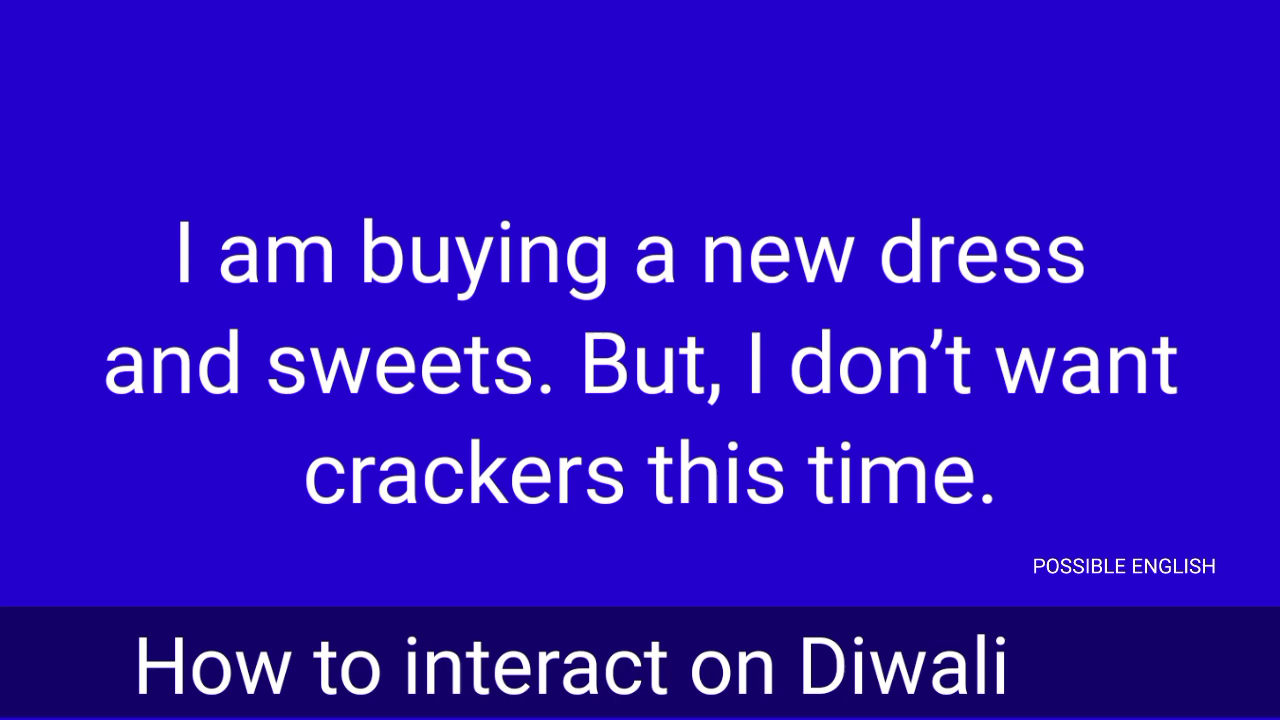 I am buying a new dress
and sweets. But, I don’t want
crackers this time.
POSSIBLE ENGLISH
How to interact on Diwali